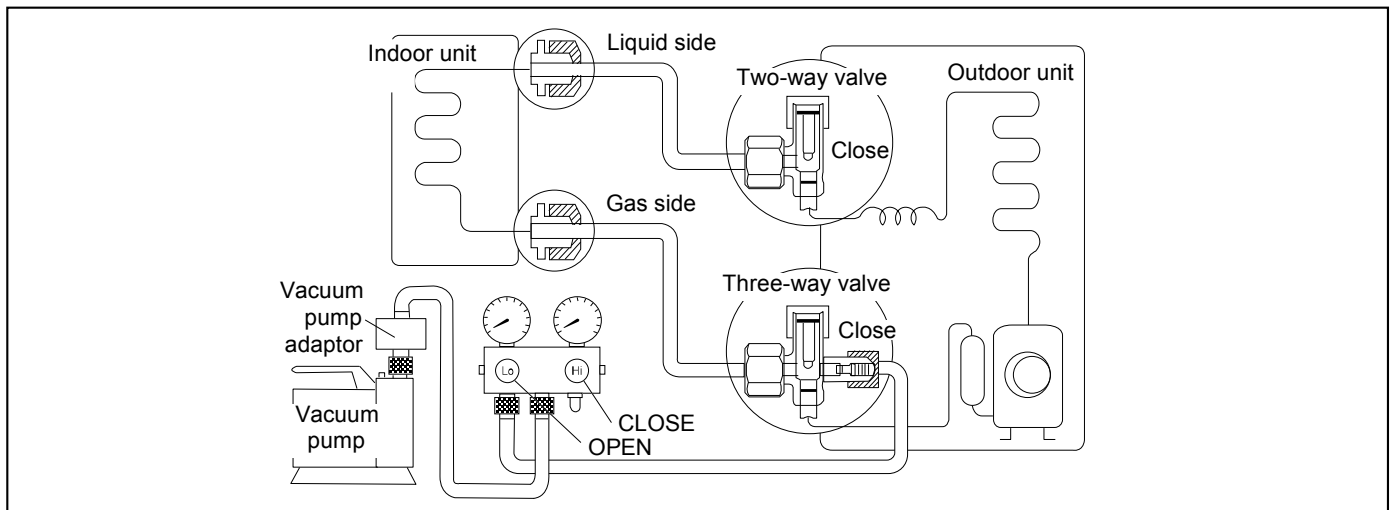 Indoor unit
Liquid side
Two-way valve
Outdoor unit
Close
Gas side
Three-way valve
Close
Vacuum
pump
adaptor
Lo
Hi
CLOSE
OPEN
Vacuum
pump